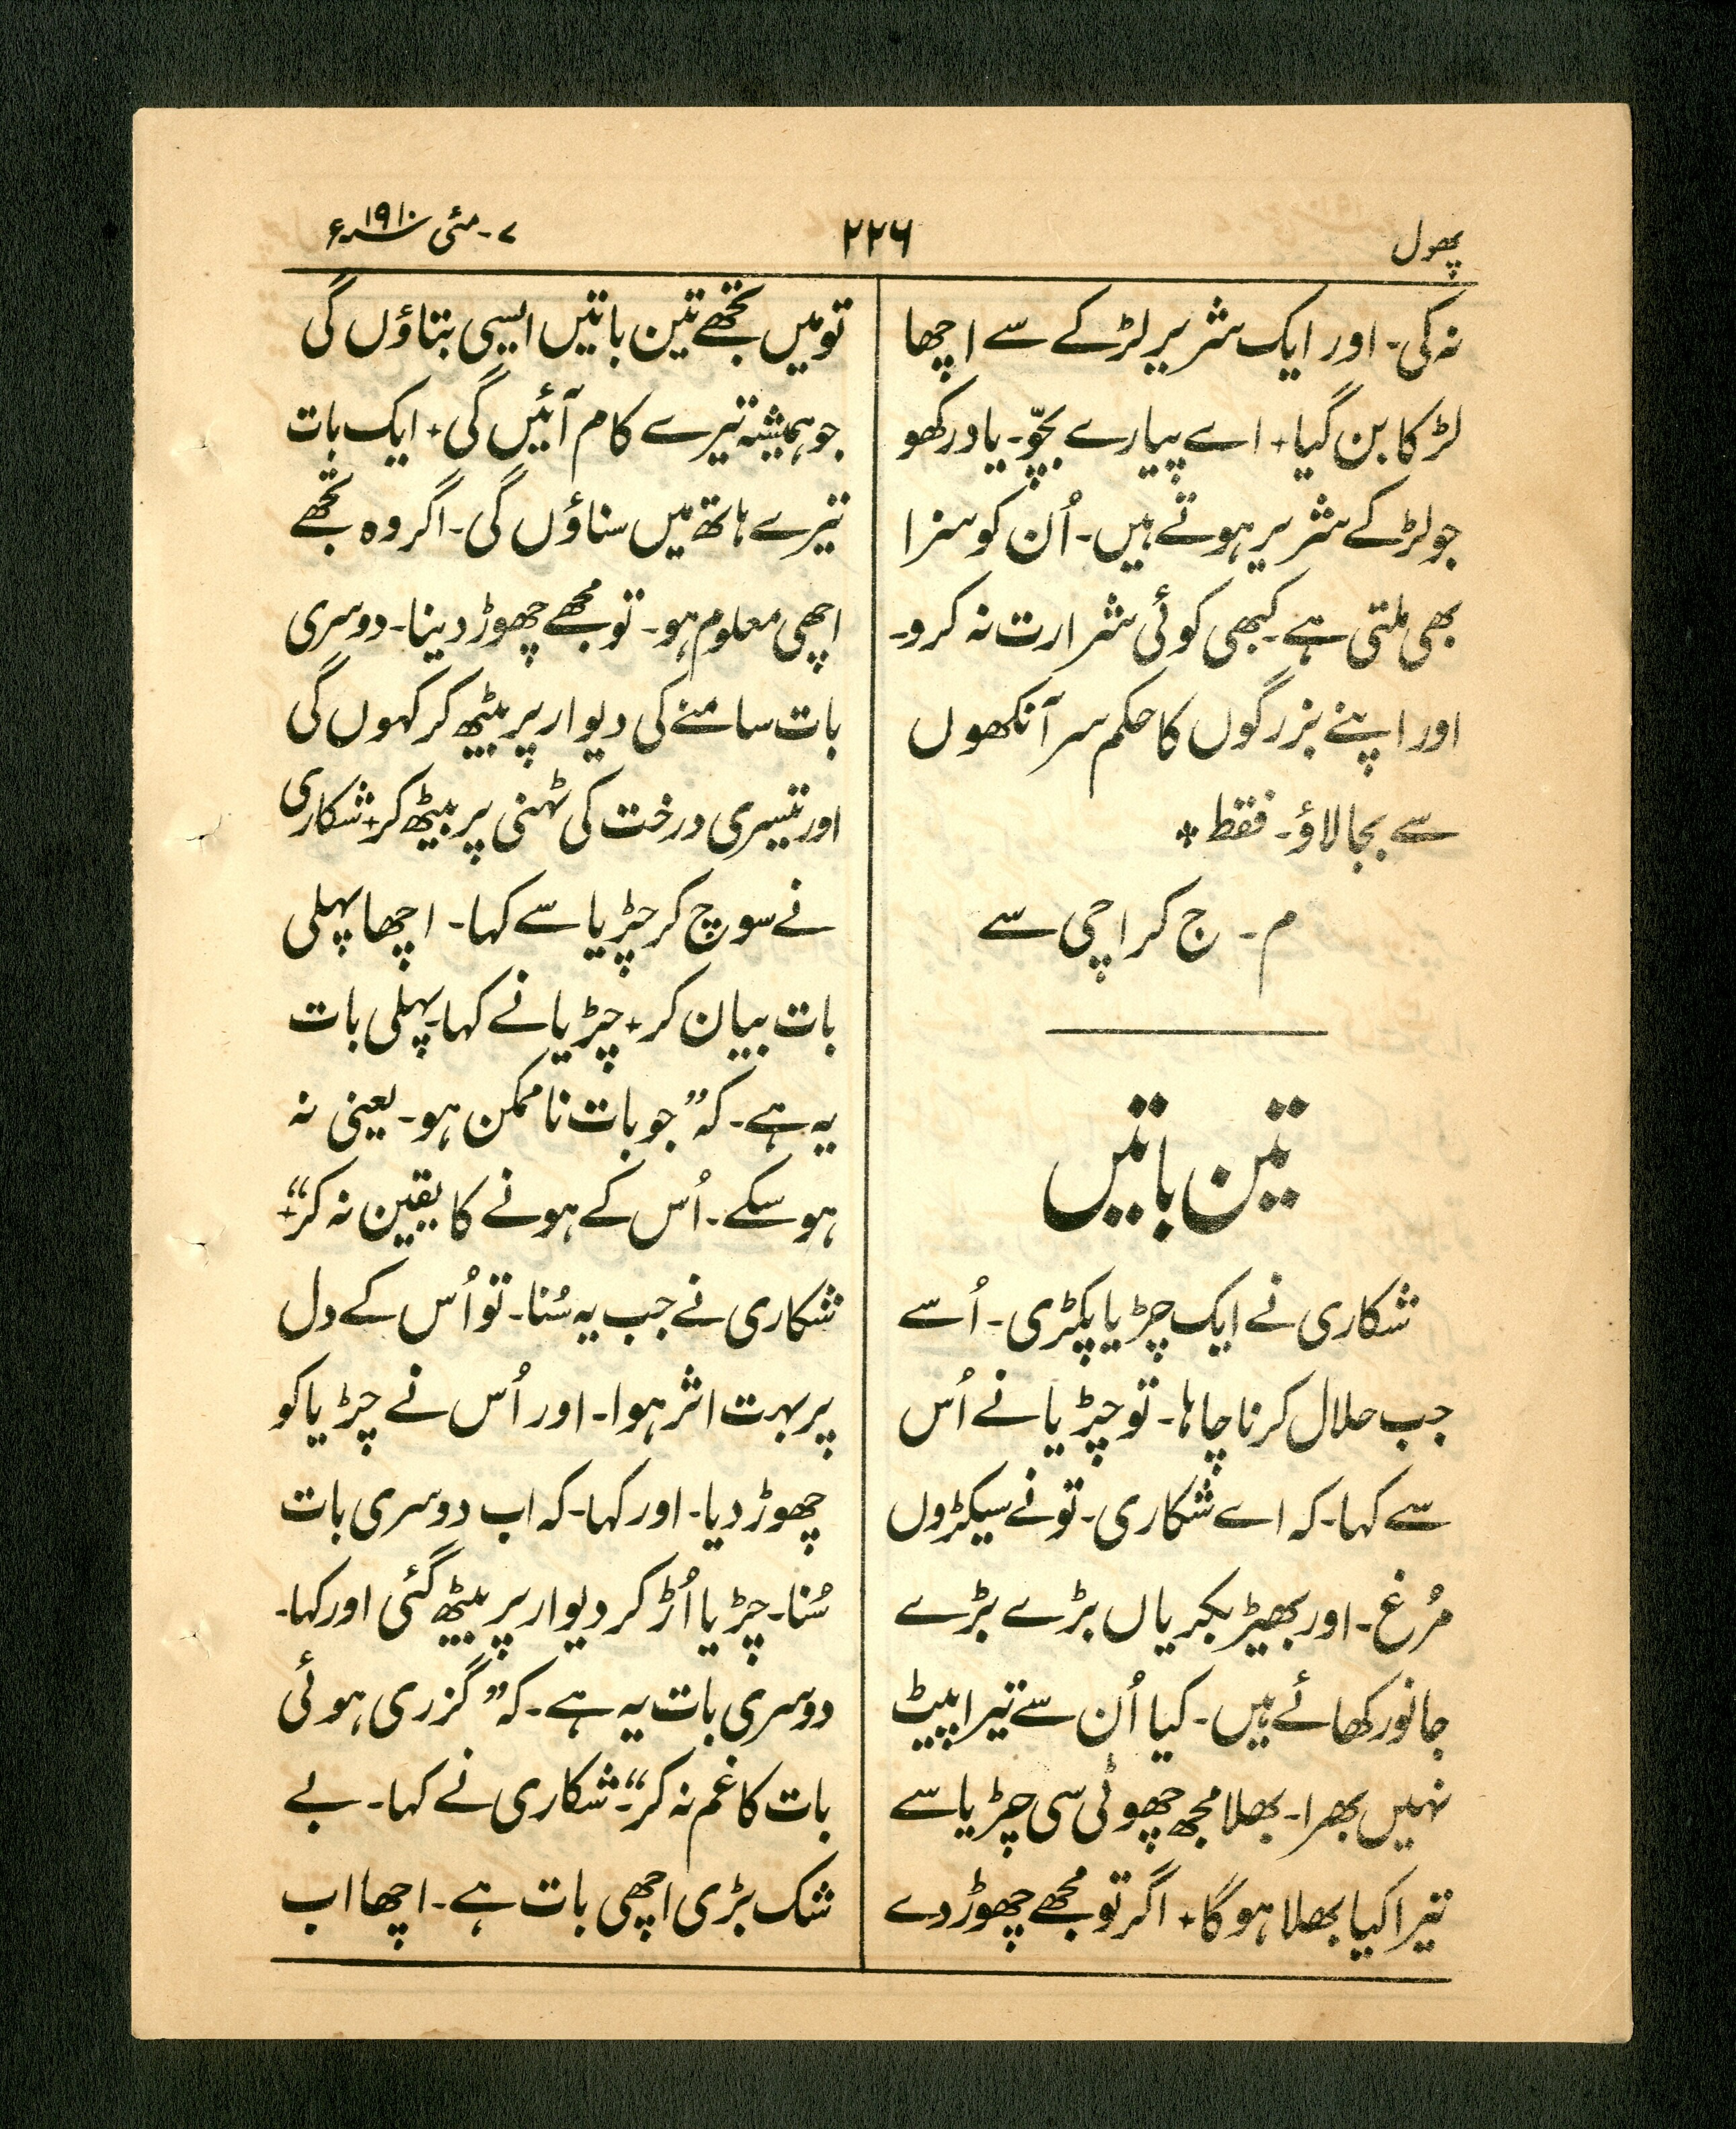 پھول
۲۲۶
۷-مئی سنہ ۱۹۱۰ء
نہ کی۔ اور ایک شریر لڑکے سے اچھا
لڑکا بن گیا+ اے پیارے بچّو۔ یاد رکھو
جو لڑکے شریر ہوتے ہیں۔ اُن کو سزا
بھی ملتی ہے۔ کبھی کوئی شرارت نہ کرو۔
اور اپنے بزرگوں کا حکم سر آنکھوں
سے بجا لاؤ۔ فقط+
م۔ ج کراچی سے
تین باتیں
شکاری نے ایک چڑیا پکڑی۔ اُسے
جب حلال کرنا چاہا۔ تو چڑیا نے اُس
سے کہا۔ کہ اے شکاری۔ تو نے سیکڑوں
مُرغ۔ اور بھیڑ بکریاں بڑے بڑے
جانور کھائے ہیں۔ کیا اُن سے تیرا پیٹ
نہیں بھرا۔ بھلا مجھ چھوٹی سی چڑیا سے
تیرا کیا بھلا ہو گا+ اگر تو مجھے چھوڑ دے
تو میں تجھے تین باتیں ایسی بتاؤں گی
جو ہمیشہ تیرے کام آئیں گی+ ایک بات
تیرے ہاتھ میں سناؤں گی۔ اگر وہ تجھے
اچھی معلوم ہو۔ تو مجھے چھوڑ دینا۔ دوسری
بات سامنے کی دیوار پر بیٹھ کر کہوں گی
اور تیسری درخت کی ٹہنی پر بیٹھ کر+ شکاری
نے سوچ کر چڑیا سے کہا۔ اچھا پہلی
بات بیان کر+ چڑیا نے کہا۔ پہلی بات
یہ ہے۔ کہ "جو بات ناممکن ہو۔ یعنی نہ
ہو سکے۔ اُس کے ہونے کا یقین نہ کر"+
شکاری نے جب یہ سُنا۔ تو اُس کے دل
پر بہت اثر ہوا۔ اور اُس نے چڑیا کو
چھوڑ دیا۔ اور کہا۔ کہ اب دوسری بات
سُنا۔ چڑیا اُڑ کر دیوار پر بیٹھ گئی اور کہا۔
دوسری بات یہ ہے۔ کہ "گزری ہوئی
بات کا غم نہ کر"۔ شکاری نے کہا۔ بے
شک بڑی اچھی بات ہے۔ اچھا اب